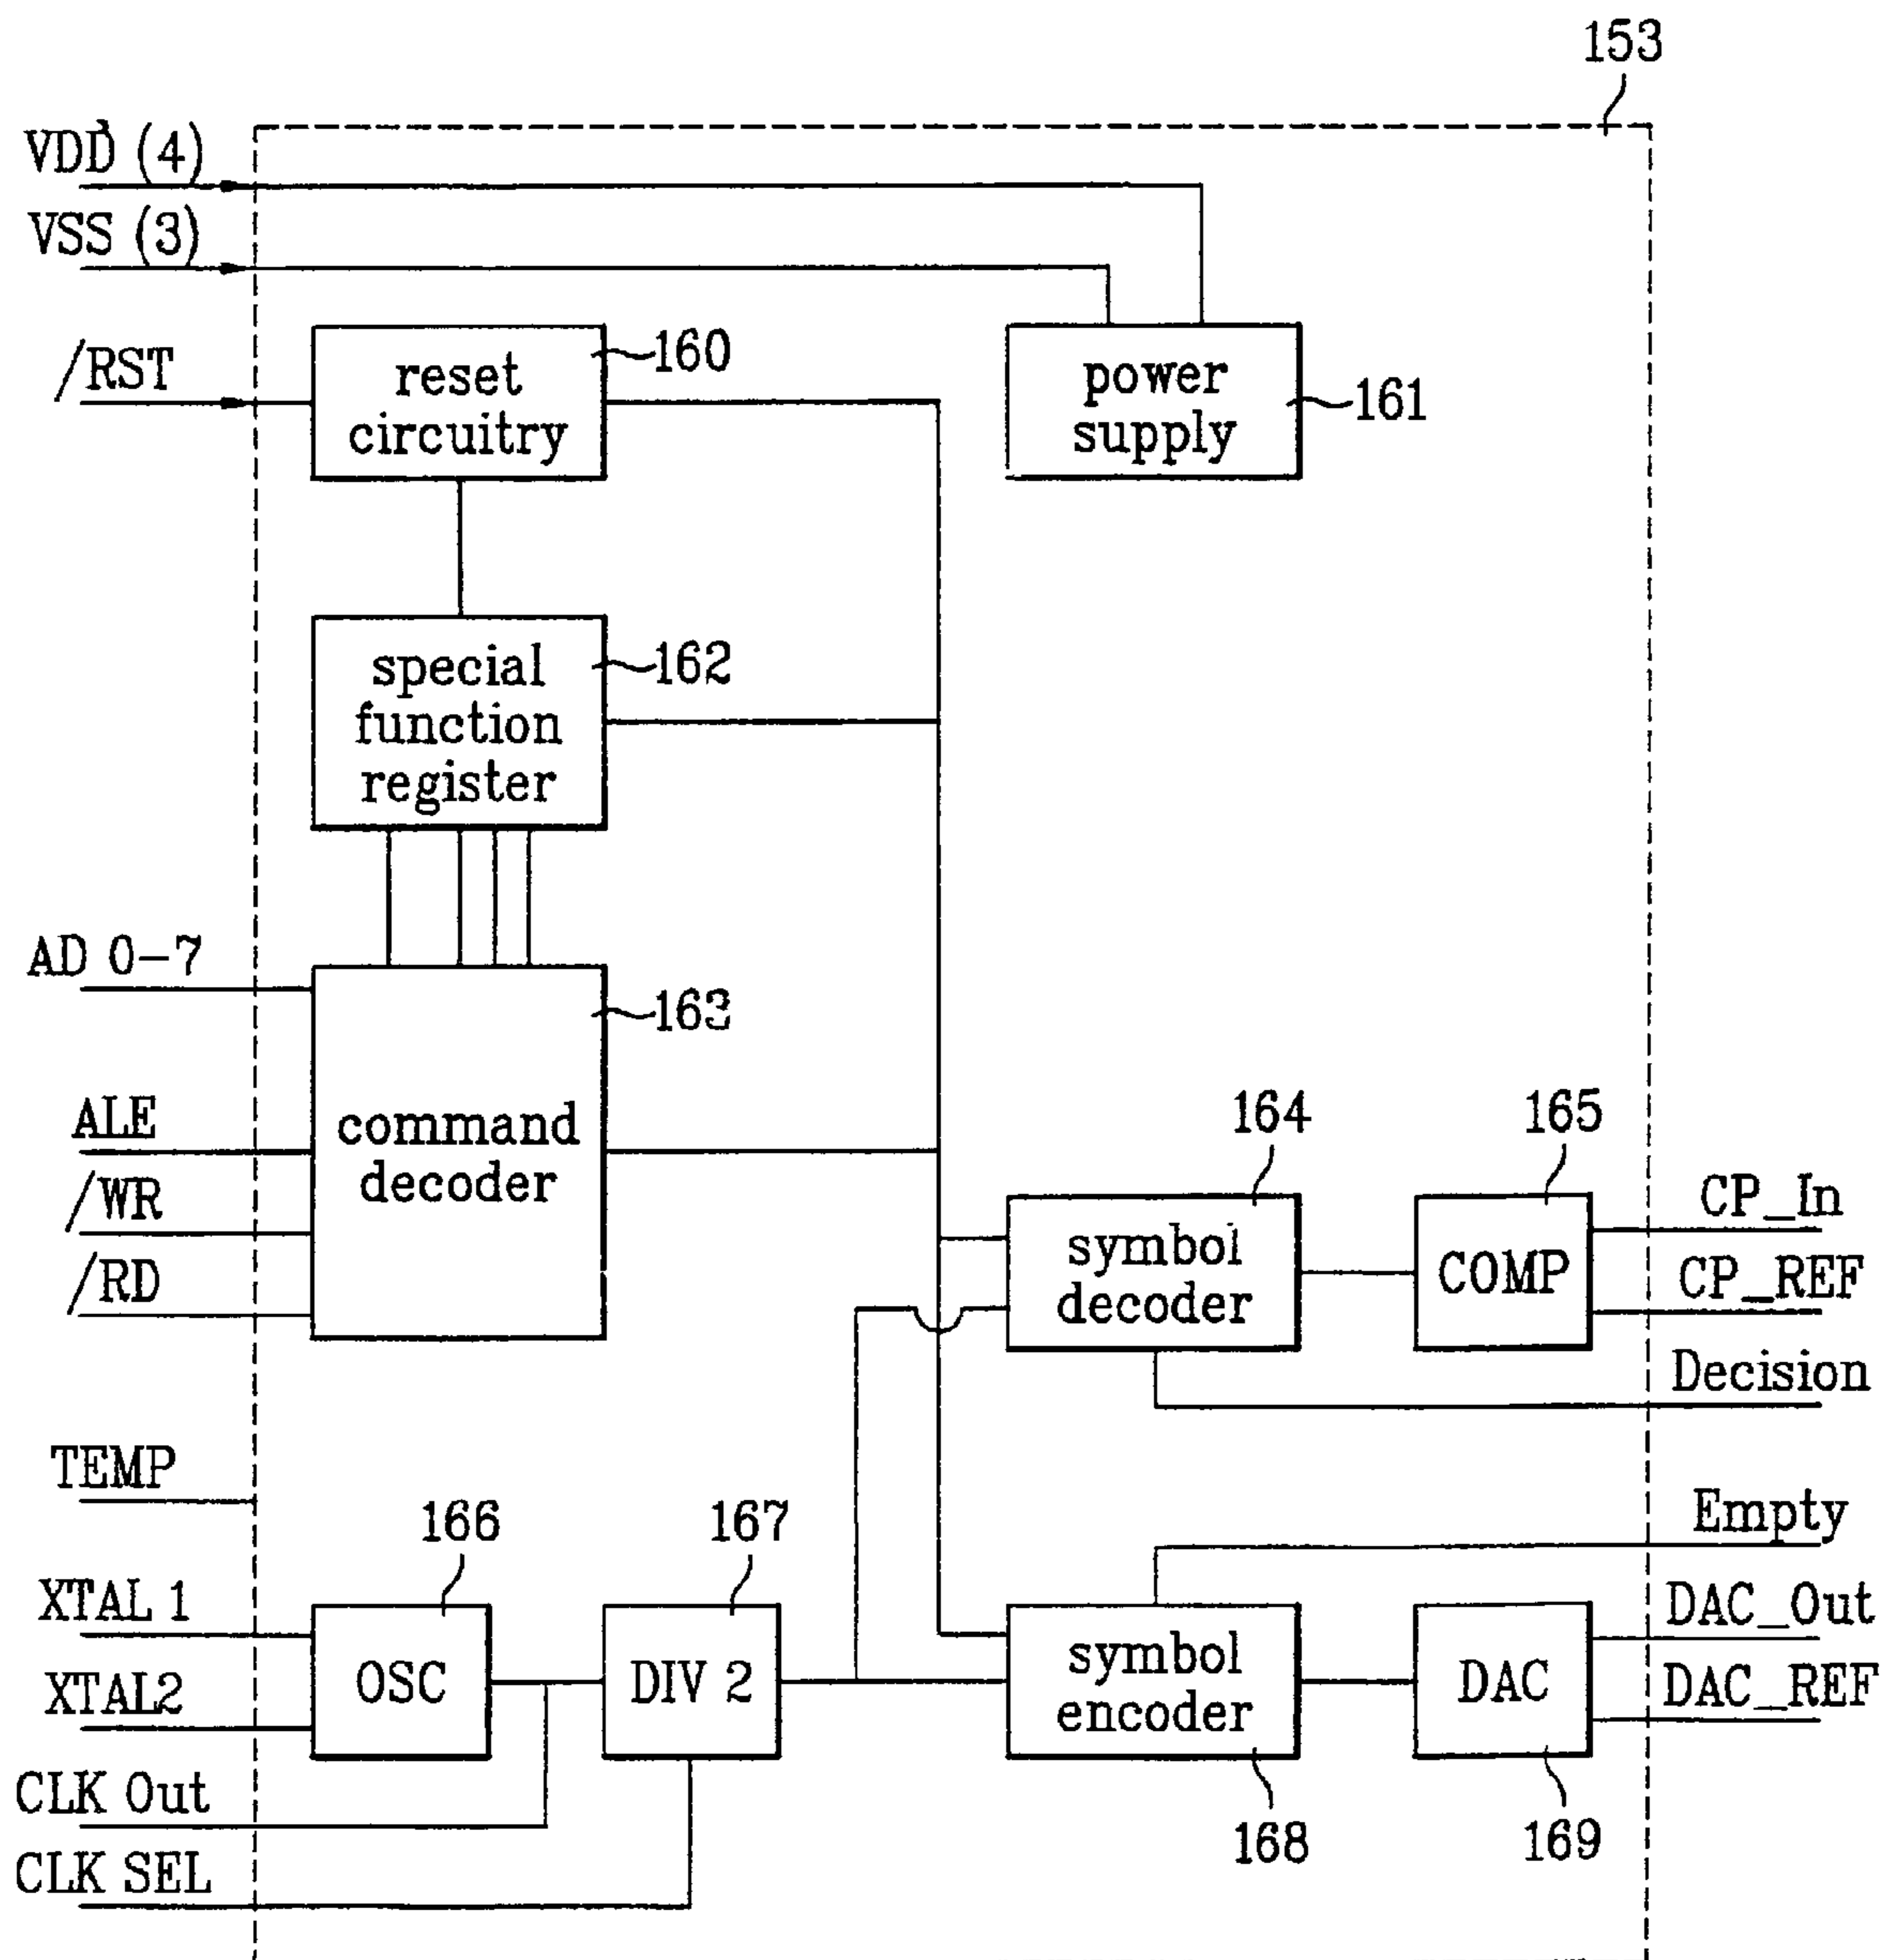 153
VDD (4)
VSS (3)
/RST
reset
circuitry
160
power
supply
161
special
function
register
162
AD 0-7
ALE
/WR
/RD
command
decoder
163
164
symbol
decoder
165
COMP
CP_In
CP_REF
Decision
TEMP
XTAL 1
XTAL2
166
OSC
167
DIV 2
CLK Out
CLK SEL
symbol
encoder
168
DAC
169
Empty
DAC_Out
DAC_REF